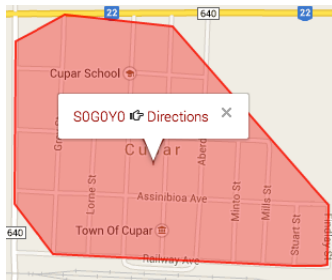 22
640
22
Cupar School
S0G0Y0 Directions ×
Cupar
Assinibioa Ave
Lorne St
Minto St
Mills St
Stuart St
640
Town Of Cupar
Railway Ave